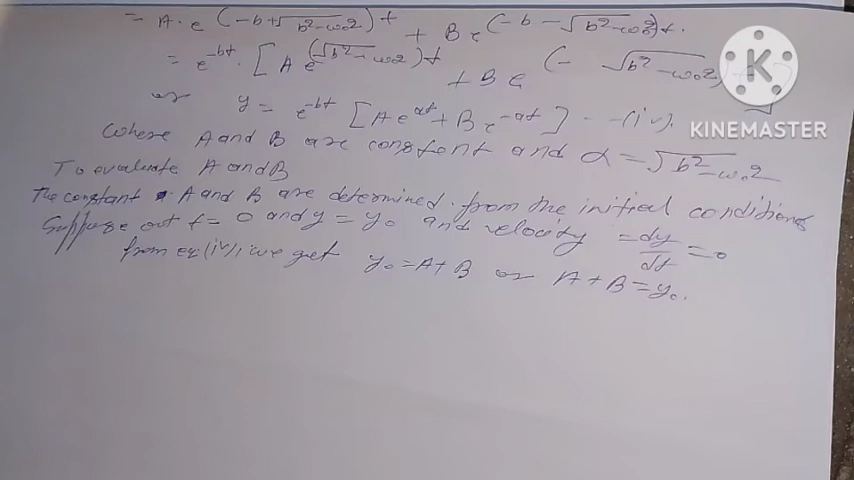 = A. e (-b+√b²-ω₀²)t + B e (-b-√b²-ω₀²)t.
= e^-bt. [A e^(√b²-ω₀²)t + B e (- √b²-ω₀²)
or y = e^-bt [A e^αt + B e^-αt] - -(iv).
where A and B are constent and α = √b²-ω₀²
To evaluate A and B
The constant A and B are determined from the initial conditions
Suppose out t = 0 and y = y₀ and velocity = dy/dt = 0
from eq (iv), we get y₀ = A+B or A+B = y₀.
K
KINEMASTER